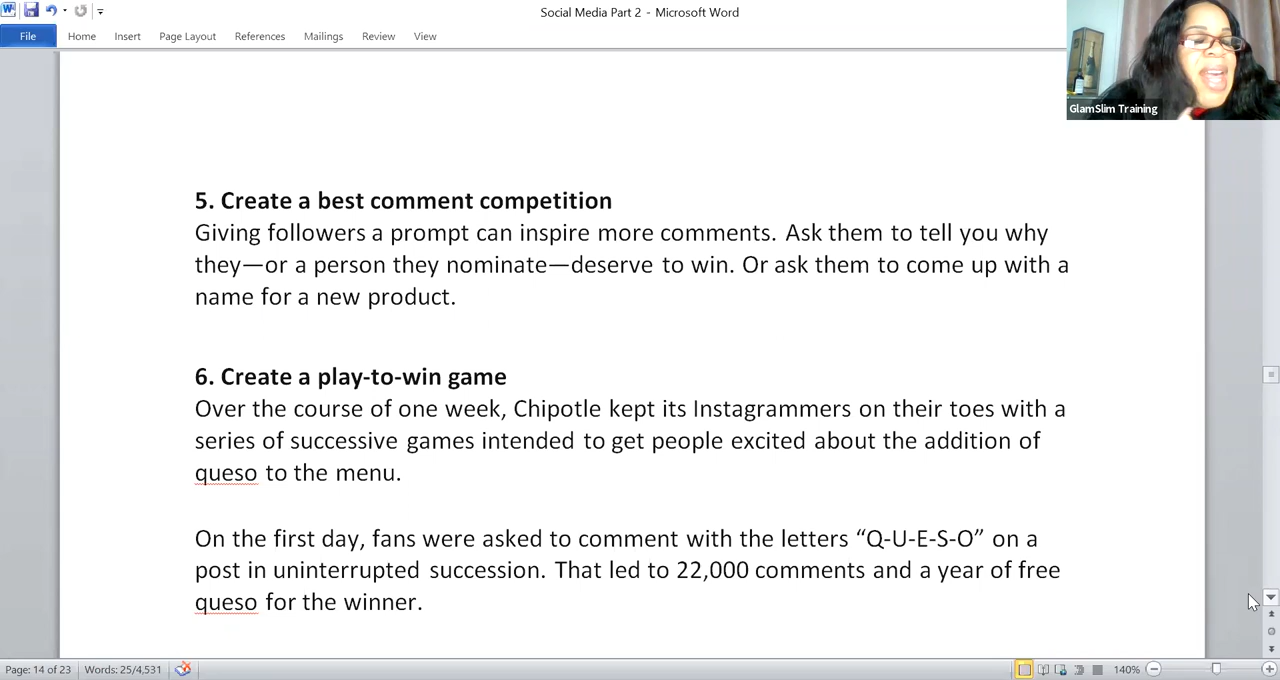 Social Media Part 2 - Microsoft Word
File Home Insert Page Layout References Mailings Review View
GlamSlim Training
5. Create a best comment competition
Giving followers a prompt can inspire more comments. Ask them to tell you why
they—or a person they nominate—deserve to win. Or ask them to come up with a
name for a new product.
6. Create a play-to-win game
Over the course of one week, Chipotle kept its Instagrammers on their toes with a
series of successive games intended to get people excited about the addition of
queso to the menu.
On the first day, fans were asked to comment with the letters “Q-U-E-S-O” on a
post in uninterrupted succession. That led to 22,000 comments and a year of free
queso for the winner.
Page: 14 of 23 Words: 25/4,531 140%